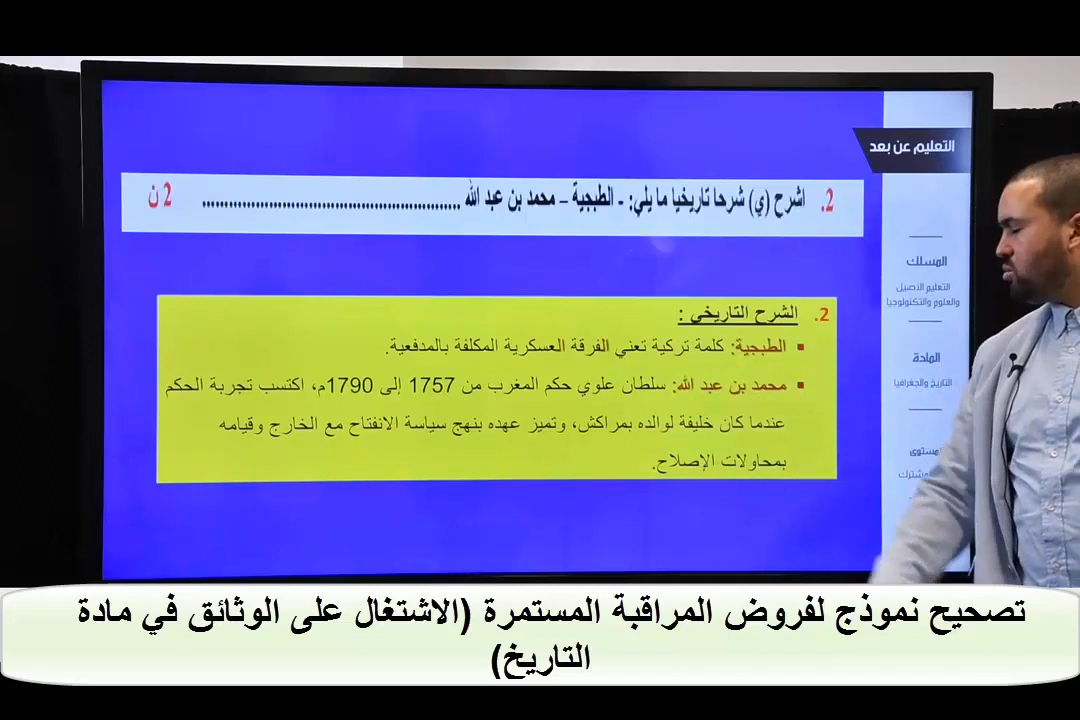 التعليم عن بعد
2. اشرح (ي) شرحا تاريخيا ما يلي: - الطبجية – محمد بن عبد الله ........................................................ 2 ن
2. الشرح التاريخي :
▪ الطبجية: كلمة تركية تعني الفرقة العسكرية المكلفة بالمدفعية.
▪ محمد بن عبد الله: سلطان علوي حكم المغرب من 1757 إلى 1790م، اكتسب تجربة الحكم
عندما كان خليفة لوالده بمراكش، وتميز عهده بنهج سياسة الانفتاح مع الخارج وقيامه
بمحاولات الإصلاح.
المسلك
التعليم الاصيل
والعلوم والتكنولوجيا
المادة
التاريخ والجغرافيا
تصحيح نموذج لفروض المراقبة المستمرة (الاشتغال على الوثائق في مادة
التاريخ)